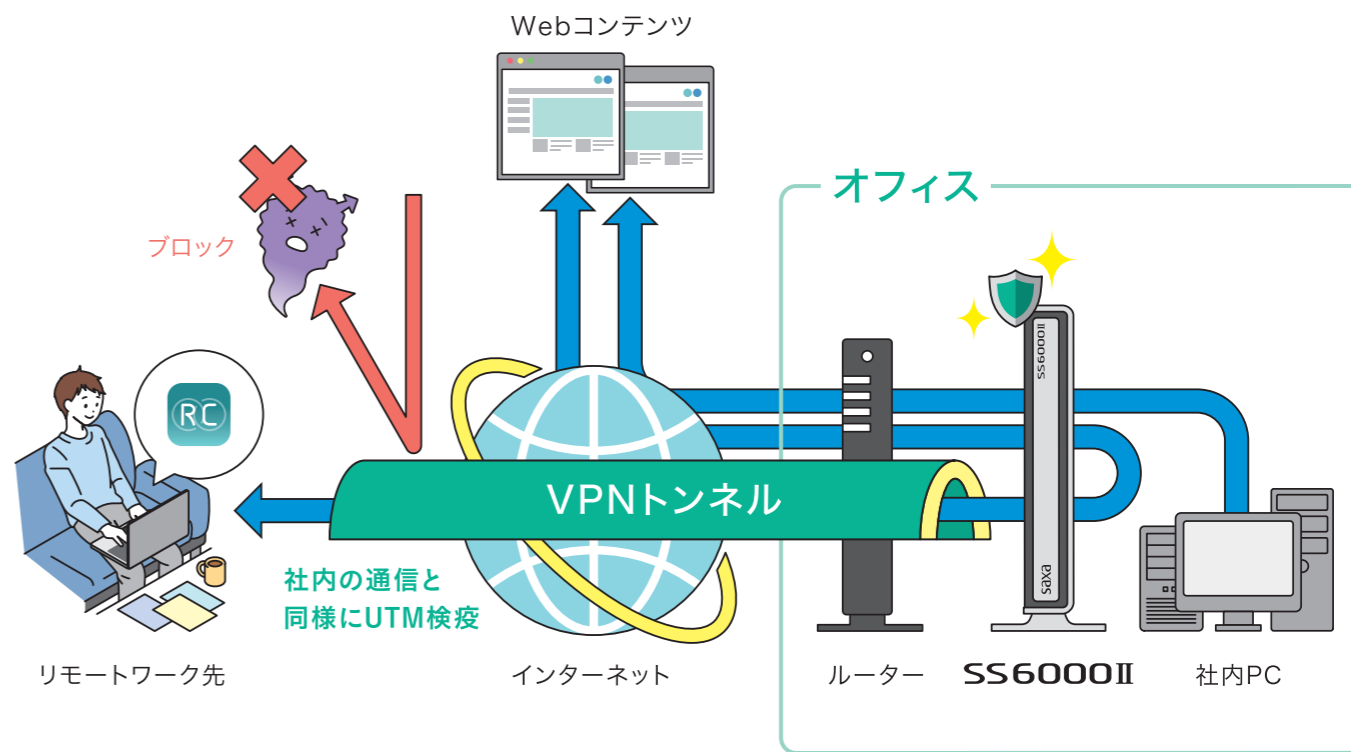 Webコンテンツ
オフィス
ブロック
RC
SS6000Ⅱ
VPNトンネル
saxa
社内の通信と
同様にUTM検疫
リモートワーク先
インターネット
ルーター
SS6000Ⅱ
社内PC